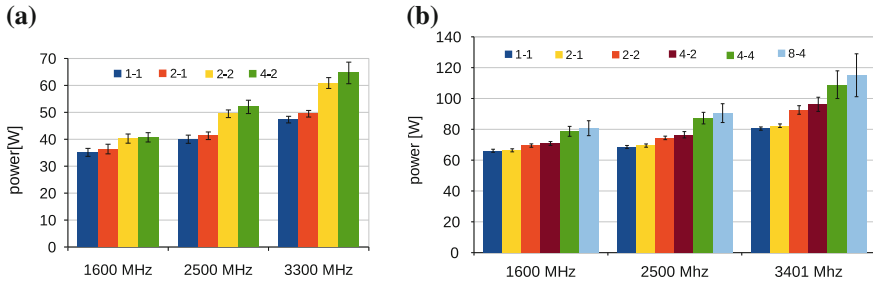 (a)
power[W]
70
60
50
40
30
20
10
0
1-1 2-1 2-2 4-2
1600 MHz 2500 MHz 3300 MHz
(b)
power [W]
140
120
100
80
60
40
20
0
1-1 2-1 2-2 4-2 4-4 8-4
1600 MHz 2500 Mhz 3401 Mhz